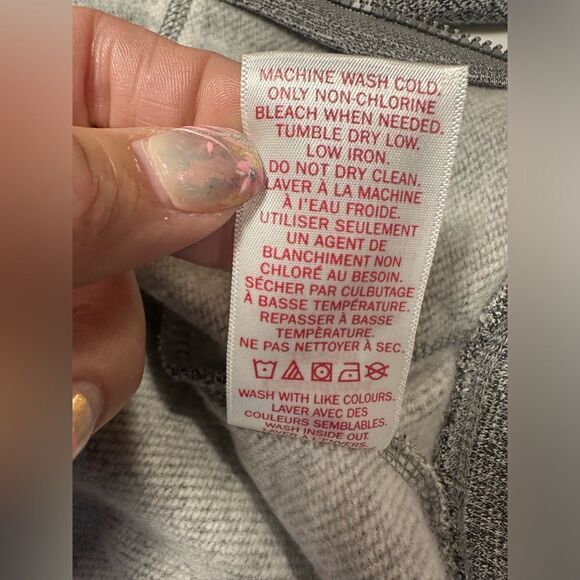 MACHINE WASH COLD.
ONLY NON-CHLORINE
BLEACH WHEN NEEDED.
TUMBLE DRY LOW.
LOW IRON.
DO NOT DRY CLEAN.
LAVER À LA MACHINE
À l'EAU FROIDE.
UTILISER SEULEMENT
UN AGENT DE
BLANCHIMENT NON
CHLORÉ AU BESOIN.
SÉCHER PAR CULBUTAGE
À BASSE TEMPÉRATURE.
REPASSER À BASSE
TEMPÉRATURE.
NE PAS NETTOYER À SEC.
WASH WITH LIKE COLOURS.
LAVER AVEC DES
COULEURS SEMBLABLES.
WASH INSIDE OUT.
LAVER À L'ENVERS.